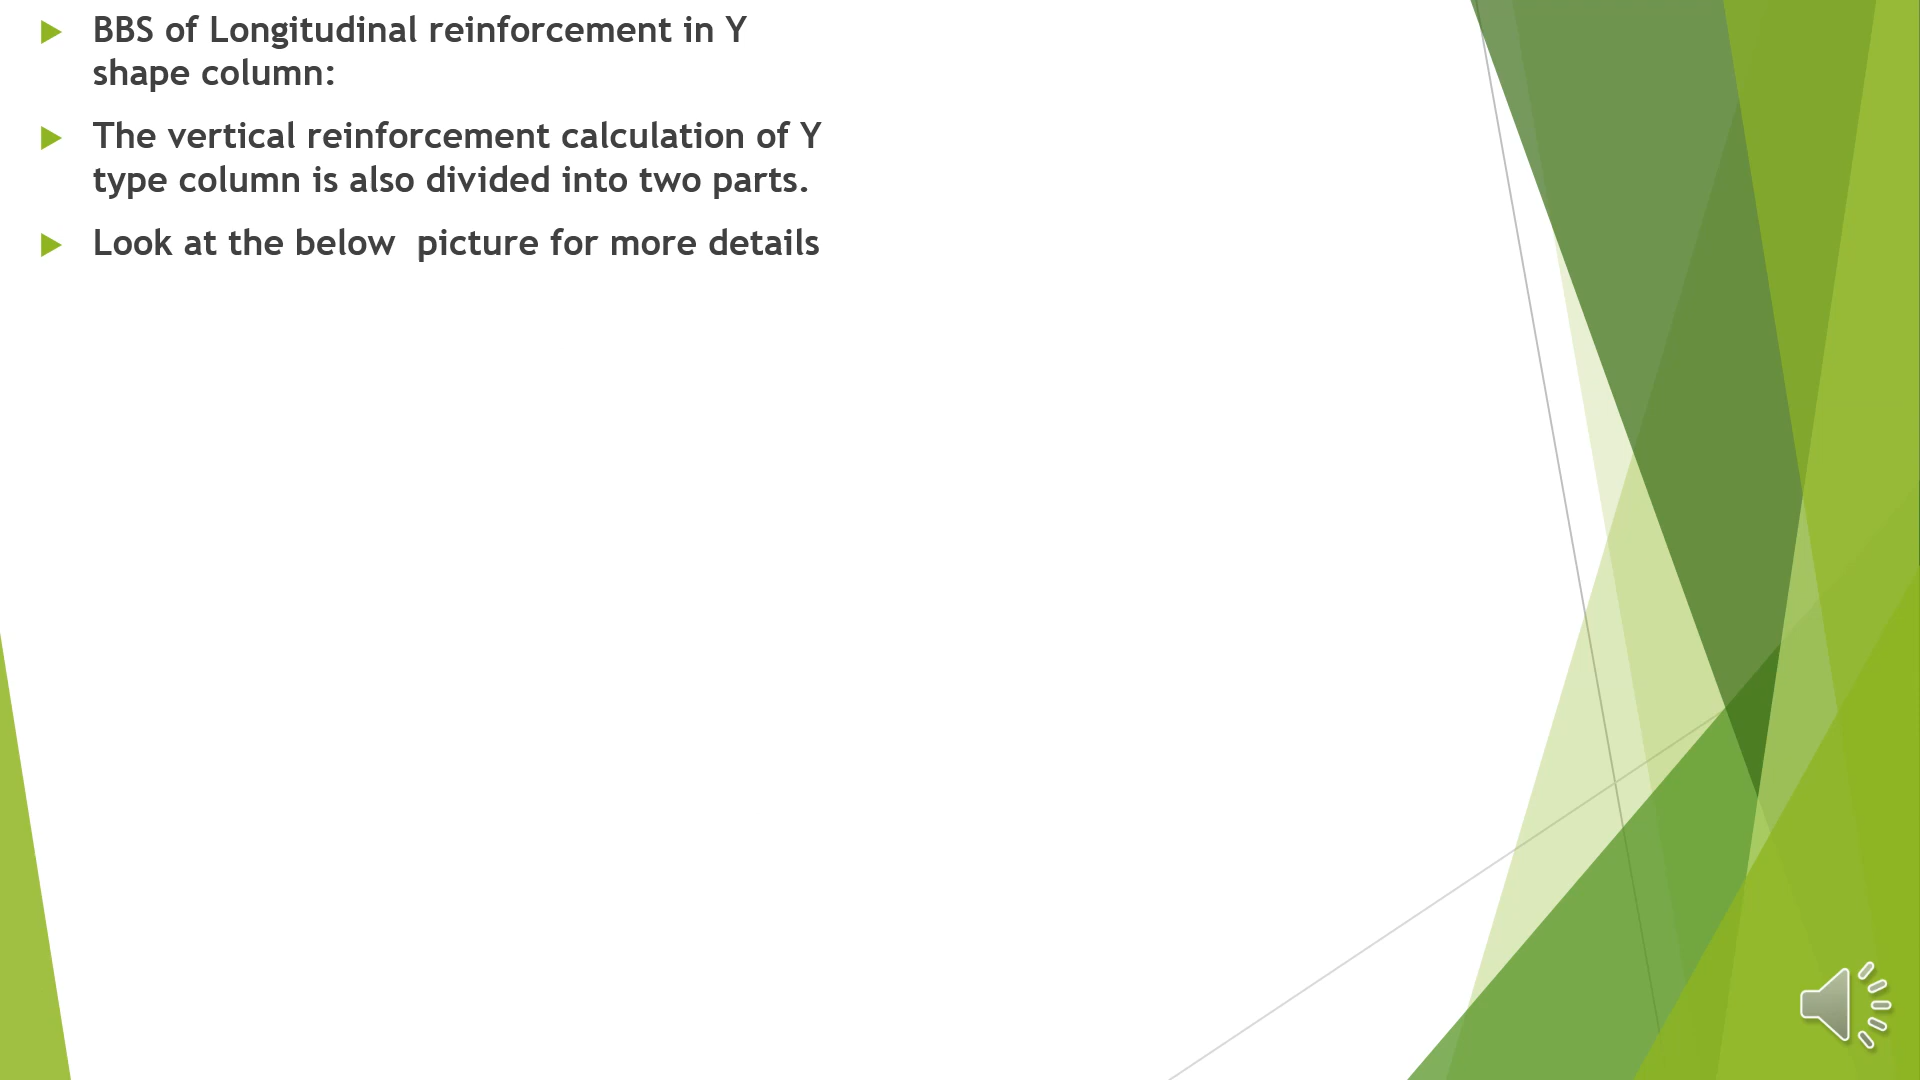 BBS of Longitudinal reinforcement in Y
shape column:
The vertical reinforcement calculation of Y
type column is also divided into two parts.
Look at the below  picture for more details